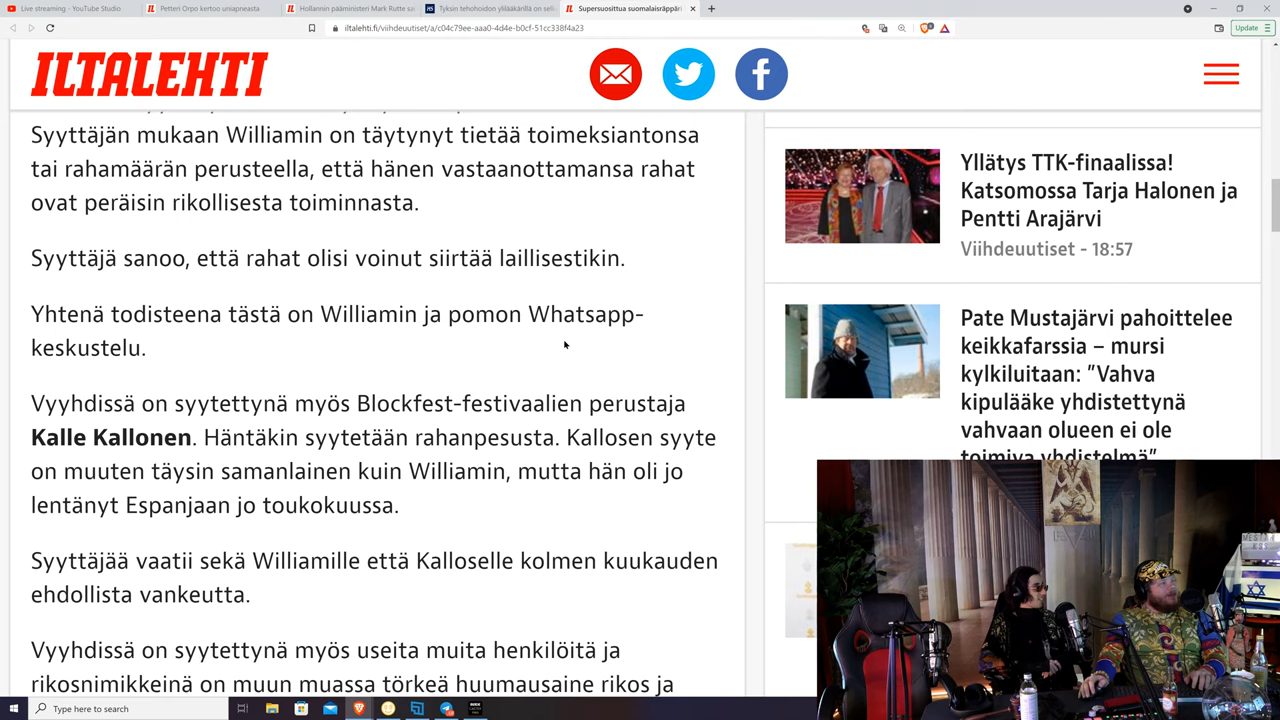 Live streaming - YouTube Studio
Petteri Orpo kertoo uniapneasta
Hollannin pääministeri Mark Rutte sa
HS
Tyksin tehohoidon ylilääkärillä on selk
Supersuosittua suomalaisräppäri
iltalehti.fi/viihdeuutiset/a/c04c79ee-aaa0-4d4e-b0cf-51cc338f4a23
Update
ILTALEHTI
Syyttäjän mukaan Williamin on täytynyt tietää toimeksiantonsa
tai rahamäärän perusteella, että hänen vastaanottamansa rahat
ovat peräisin rikollisesta toiminnasta.
Syyttäjä sanoo, että rahat olisi voinut siirtää laillisestikin.
Yhtenä todisteena tästä on Williamin ja pomon Whatsapp-
keskustelu.
Vyyhdissä on syytettynä myös Blockfest-festivaalien perustaja
Kalle Kallonen. Häntäkin syytetään rahanpesusta. Kallosen syyte
on muuten täysin samanlainen kuin Williamin, mutta hän oli jo
lentänyt Espanjaan jo toukokuussa.
Syyttäjää vaatii sekä Williamille että Kalloselle kolmen kuukauden
ehdollista vankeutta.
Vyyhdissä on syytettynä myös useita muita henkilöitä ja
rikosnimikkeinä on muun muassa törkeä huumausaine rikos ja
Yllätys TTK-finaalissa!
Katsomossa Tarja Halonen ja
Pentti Arajärvi
Viihdeuutiset - 18:57
Pate Mustajärvi pahoittelee
keikkafarssia – mursi
kylkiluitaan: ”Vahva
kipulääke yhdistettynä
vahvaan olueen ei ole
toimiva yhdistelmä”
Type here to search